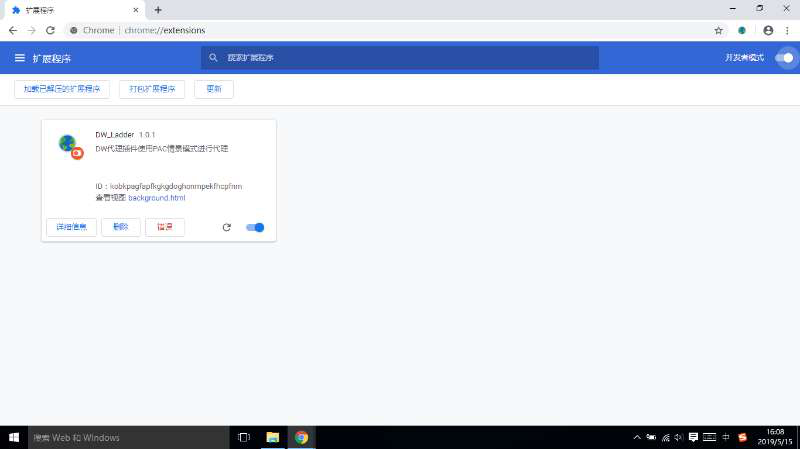 扩展程序
Chrome | chrome://extensions
扩展程序
搜索扩展程序
开发者模式
加载已解压的扩展程序 打包扩展程序 更新
DW_Ladder 1.0.1
DW代理插件使用PAC情景模式进行代理
ID：kobkpagfapfkgkgdoghonmpekfhcpfnm
查看视图 background.html
详细信息 删除 错误
搜索 Web 和 Windows
中
16:08
2019/5/15